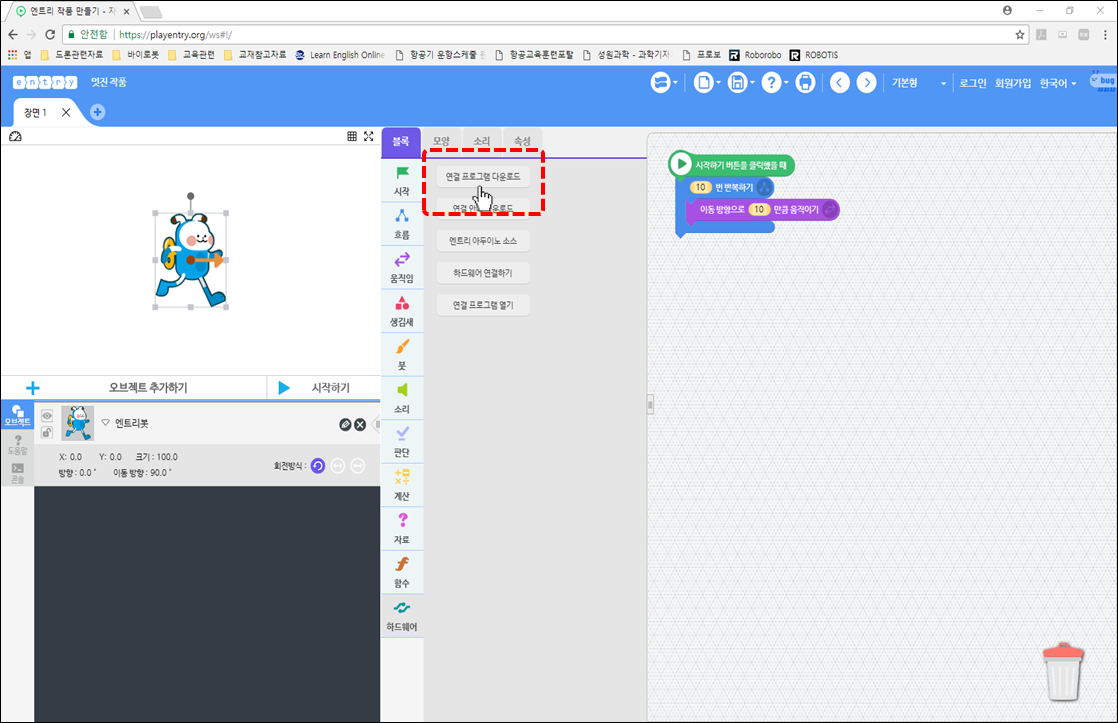 엔트리 작품 만들기 - 자
안전함 https://playentry.org/ws#!/
앱 드론관련자료 바이로봇 교육관련 교재참고자료 Learn English Online 항공기 운항스케줄 항공교육훈련포탈 성원과학 - 과학기자 프로보 Roborobo ROBOTIS
entry 멋진 작품 기본형 로그인 회원가입 한국어 bug
장면 1
블록 모양 소리 속성
시작
흐름
움직임
생김새
붓
소리
판단
계산
자료
함수
하드웨어
연결 프로그램 다운로드
연결 안
운로드
엔트리 아두이노 소스
하드웨어 연결하기
연결 프로그램 열기
시작하기 버튼을 클릭했을 때
10 번 반복하기
이동 방향으로 10 만큼 움직이기
오브젝트 추가하기 시작하기
오브젝트
도움말
콘솔
엔트리봇
X: 0.0 Y: 0.0 크기 : 100.0
방향 : 0.0 ˚ 이동 방향 : 90.0 ˚
회전방식 :